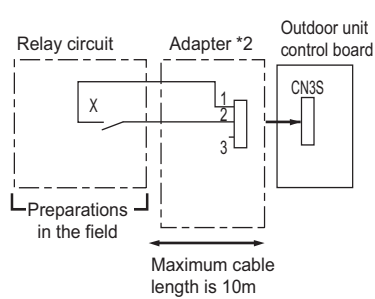 Relay circuit
Adapter *2
Outdoor unit
control board
CN3S
X
1
2
3
Preparations
in the field
Maximum cable
length is 10m